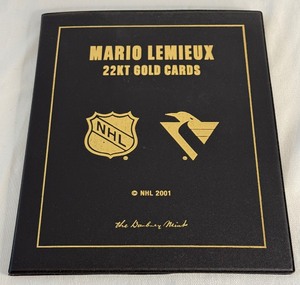 MARIO LEMIEUX
22KT GOLD CARDS
NHL
© NHL 2001
the Danbury Mint